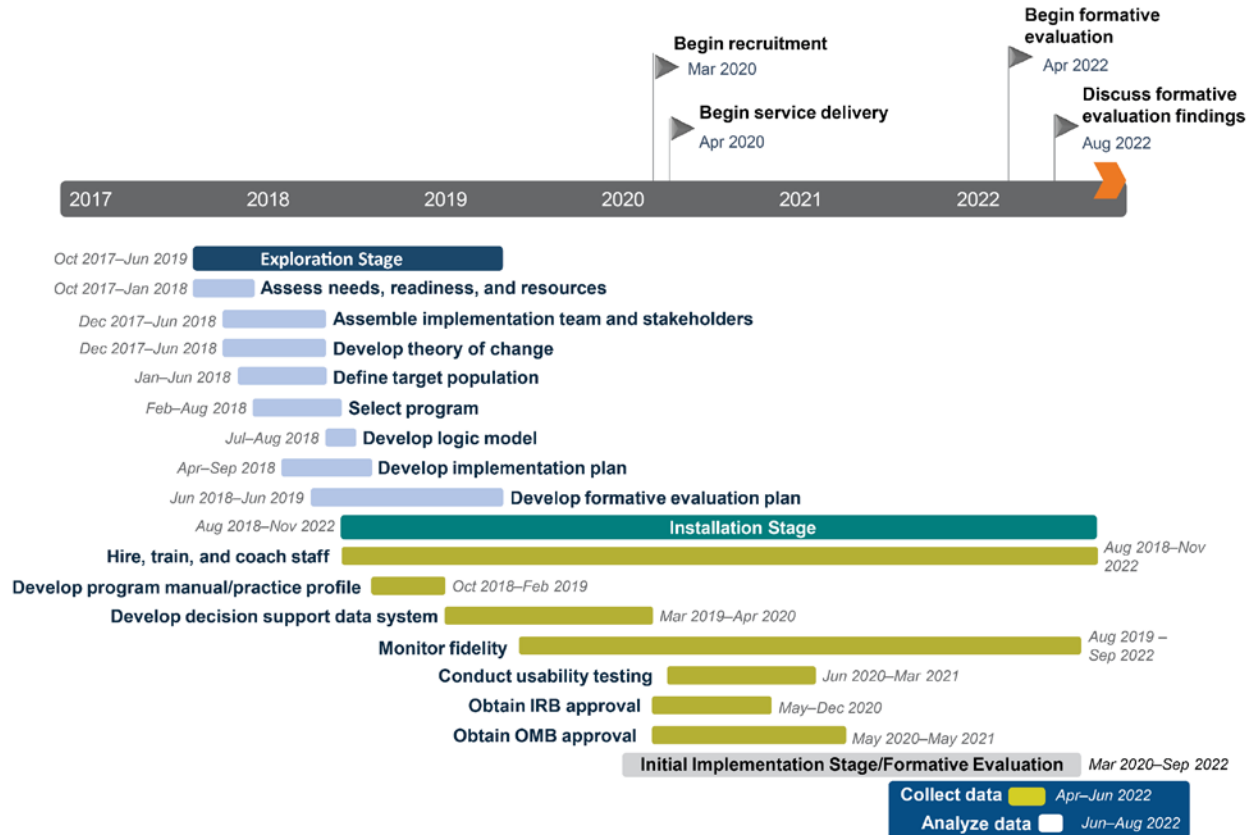 Begin recruitment
Mar 2020
Begin service delivery
Apr 2020
Begin formative
evaluation
Apr 2022
Discuss formative
evaluation findings
Aug 2022
2017 2018 2019 2020 2021 2022
Oct 2017–Jun 2019 Exploration Stage
Oct 2017–Jan 2018 Assess needs, readiness, and resources
Dec 2017–Jun 2018 Assemble implementation team and stakeholders
Dec 2017–Jun 2018 Develop theory of change
Jan–Jun 2018 Define target population
Feb–Aug 2018 Select program
Jul–Aug 2018 Develop logic model
Apr–Sep 2018 Develop implementation plan
Jun 2018–Jun 2019 Develop formative evaluation plan
Aug 2018–Nov 2022 Installation Stage
Hire, train, and coach staff Aug 2018–Nov
2022
Develop program manual/practice profile Oct 2018–Feb 2019
Develop decision support data system Mar 2019–Apr 2020
Monitor fidelity Aug 2019 –
Sep 2022
Conduct usability testing Jun 2020–Mar 2021
Obtain IRB approval May–Dec 2020
Obtain OMB approval May 2020–May 2021
Initial Implementation Stage/Formative Evaluation Mar 2020–Sep 2022
Collect data Apr–Jun 2022
Analyze data Jun–Aug 2022